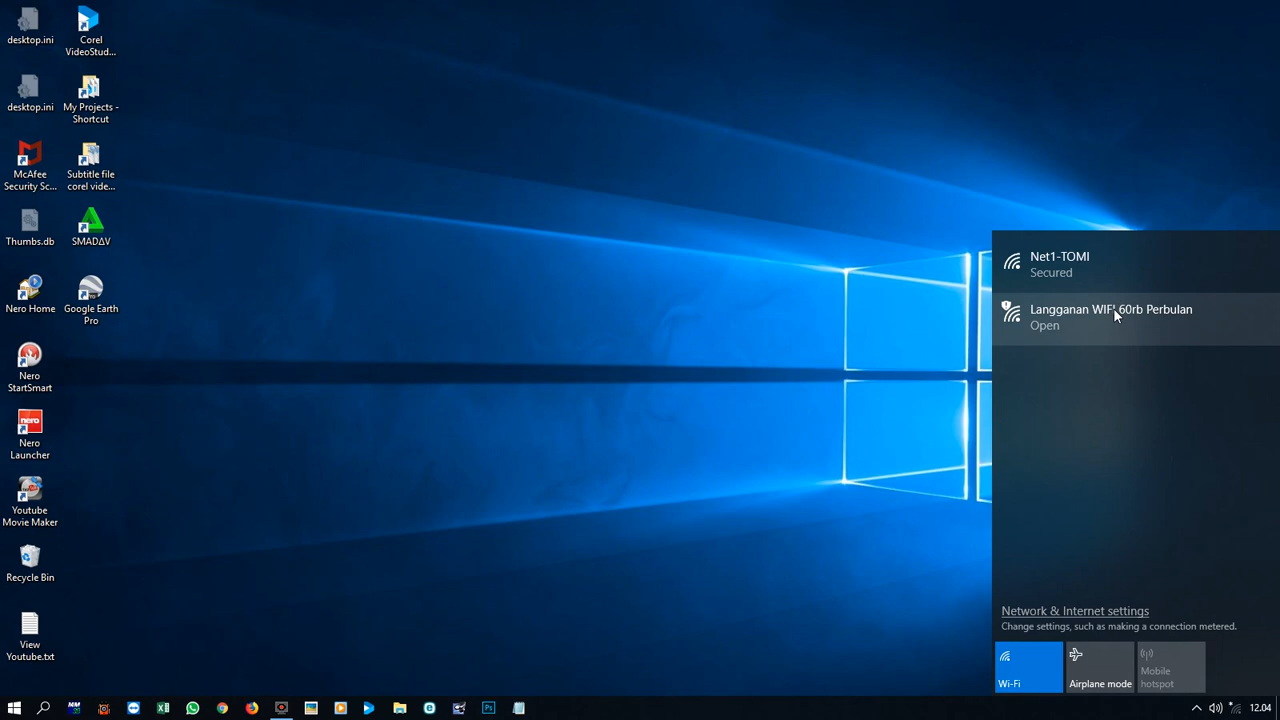 desktop.ini
Corel
VideoStud...
desktop.ini
My Projects -
Shortcut
McAfee
Security Sc...
Subtitle file
corel vide...
Thumbs.db
SMADΔV
Nero Home
Google Earth
Pro
Nero
StartSmart
nero
Nero
Launcher
Youtube
Movie Maker
Recycle Bin
View
Youtube.txt
Net1-TOMI
Secured
Langganan WIFI 60rb Perbulan
Open
Network & Internet settings
Change settings, such as making a connection metered.
Wi-Fi
Airplane mode
Mobile
hotspot
Ps
12.04